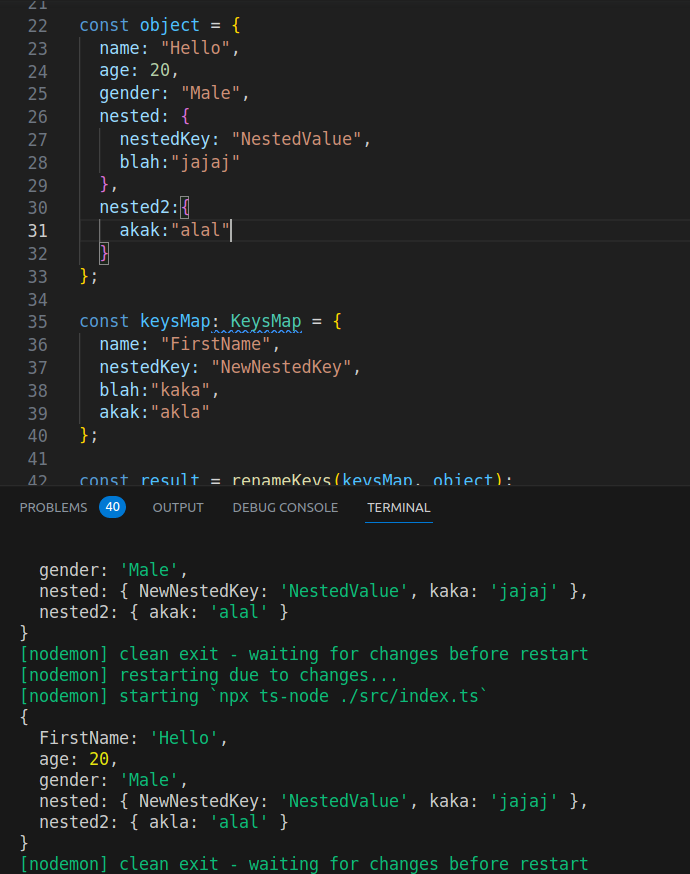 21
22 const object = {
23 name: "Hello",
24 age: 20,
25 gender: "Male",
26 nested: {
27 nestedKey: "NestedValue",
28 blah:"jajaj"
29 },
30 nested2:{
31 akak:"alal"
32 }
33 };
34
35 const keysMap: KeysMap = {
36 name: "FirstName",
37 nestedKey: "NewNestedKey",
38 blah:"kaka",
39 akak:"akla"
40 };
41
42 const result = renameKeys(keysMap, object);
PROBLEMS 40 OUTPUT DEBUG CONSOLE TERMINAL
gender: 'Male',
nested: { NewNestedKey: 'NestedValue', kaka: 'jajaj' },
nested2: { akak: 'alal' }
}
[nodemon] clean exit - waiting for changes before restart
[nodemon] restarting due to changes...
[nodemon] starting `npx ts-node ./src/index.ts`
{
FirstName: 'Hello',
age: 20,
gender: 'Male',
nested: { NewNestedKey: 'NestedValue', kaka: 'jajaj' },
nested2: { akla: 'alal' }
}
[nodemon] clean exit - waiting for changes before restart